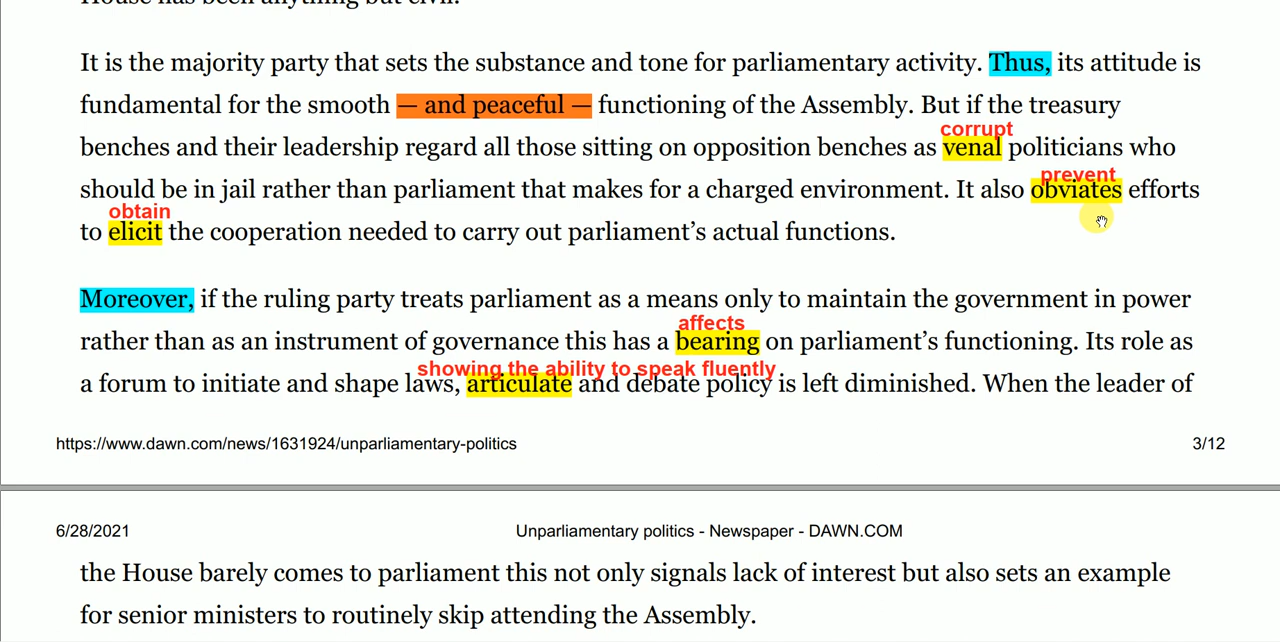 House has been anything but civil.
It is the majority party that sets the substance and tone for parliamentary activity. Thus, its attitude is
fundamental for the smooth — and peaceful — functioning of the Assembly. But if the treasury
corrupt
benches and their leadership regard all those sitting on opposition benches as venal politicians who
prevent
should be in jail rather than parliament that makes for a charged environment. It also obviates efforts
obtain
to elicit the cooperation needed to carry out parliament’s actual functions.
Moreover, if the ruling party treats parliament as a means only to maintain the government in power
affects
rather than as an instrument of governance this has a bearing on parliament’s functioning. Its role as
showing the ability to speak fluently
a forum to initiate and shape laws, articulate and debate policy is left diminished. When the leader of
https://www.dawn.com/news/1631924/unparliamentary-politics 3/12
6/28/2021 Unparliamentary politics - Newspaper - DAWN.COM
the House barely comes to parliament this not only signals lack of interest but also sets an example
for senior ministers to routinely skip attending the Assembly.